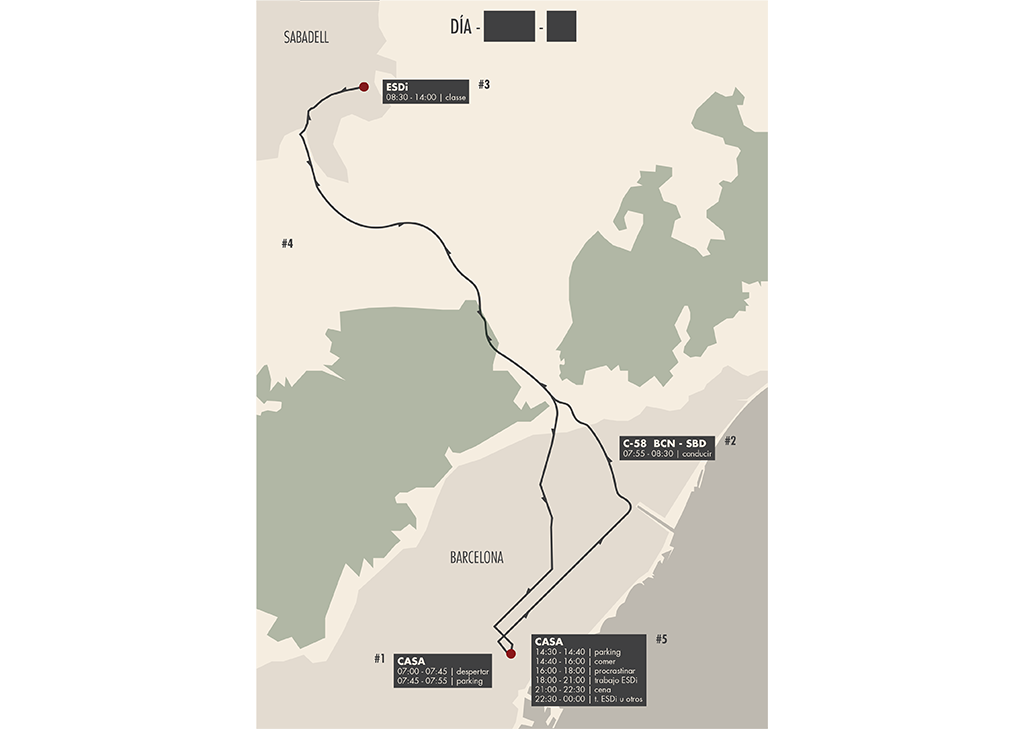 DÍA - -
SABADELL
ESDi
08:30 - 14:00 | classe
#3
#4
C-58 BCN - SBD
07:55 - 08:30 | conducir
#2
BARCELONA
#1
CASA
07:00 - 07:45 | despertar
07:45 - 07:55 | parking
CASA
14:30 - 14:40 | parking
14:40 - 16:00 | comer
16:00 - 18:00 | procrastinar
18:00 - 21:00 | trabajo ESDi
21:00 - 22:30 | cena
22:30 - 00:00 | t. ESDi u otros
#5